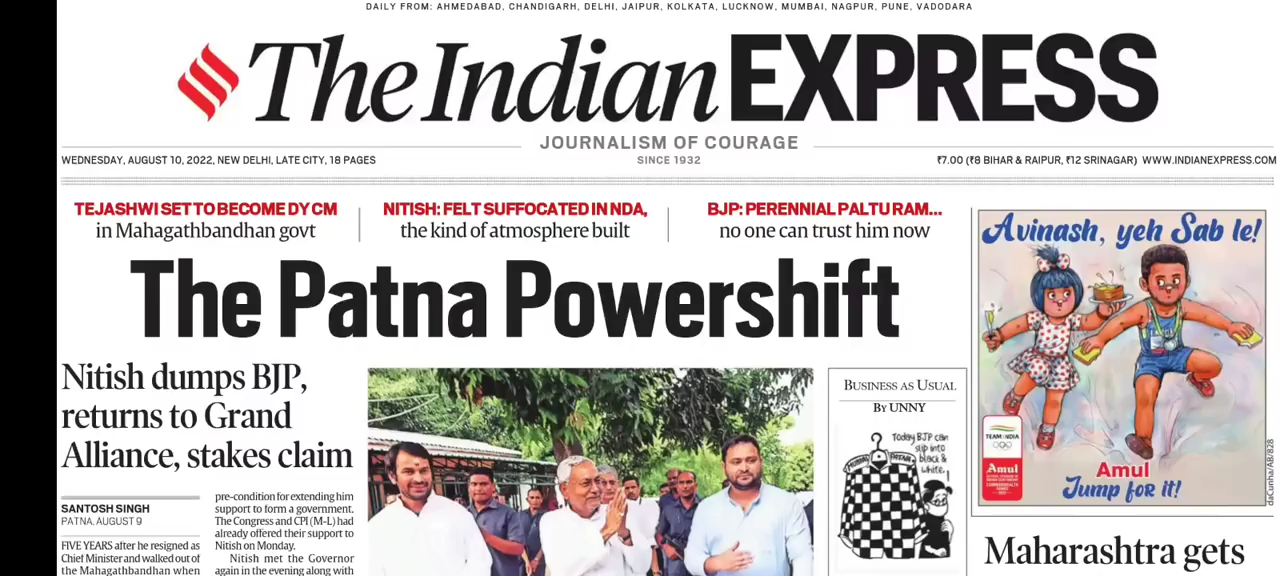 DAILY FROM: AHMEDABAD, CHANDIGARH, DELHI, JAIPUR, KOLKATA, LUCKNOW, MUMBAI, NAGPUR, PUNE, VADODARA
The Indian EXPRESS
JOURNALISM OF COURAGE
SINCE 1932
WEDNESDAY, AUGUST 10, 2022, NEW DELHI, LATE CITY, 18 PAGES
₹7.00 (₹8 BIHAR & RAIPUR, ₹12 SRINAGAR) WWW.INDIANEXPRESS.COM
TEJASHWI SET TO BECOME DY CM
in Mahagathbandhan govt
NITISH: FELT SUFFOCATED IN NDA,
the kind of atmosphere built
BJP: PERENNIAL PALTU RAM...
no one can trust him now
The Patna Powershift
Nitish dumps BJP,
returns to Grand
Alliance, stakes claim
SANTOSH SINGH
PATNA, AUGUST 9
FIVE YEARS after he resigned as
Chief Minister and walked out of
the Mahagathbandhan when
pre-condition for extending him
support to form a government.
The Congress and CPI (M-L) had
already offered their support to
Nitish on Monday.
Nitish met the Governor
again in the evening along with
BUSINESS AS USUAL
BY UNNY
Today BJP can
slip into
black &
white.
Avinash, yeh Sab le!
TEAM INDIA
Amul
Amul
Jump for it!
daCunha/AB/828
Maharashtra gets